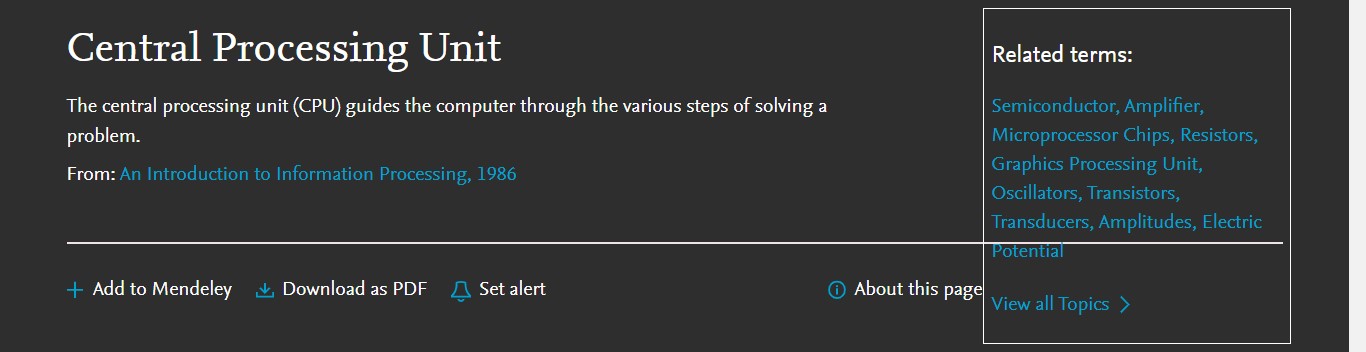 Central Processing Unit
The central processing unit (CPU) guides the computer through the various steps of solving a
problem.
From: An Introduction to Information Processing, 1986
Add to Mendeley
Download as PDF
Set alert
About this page
Related terms:
Semiconductor, Amplifier,
Microprocessor Chips, Resistors,
Graphics Processing Unit,
Oscillators, Transistors,
Transducers, Amplitudes, Electric
Potential
View all Topics